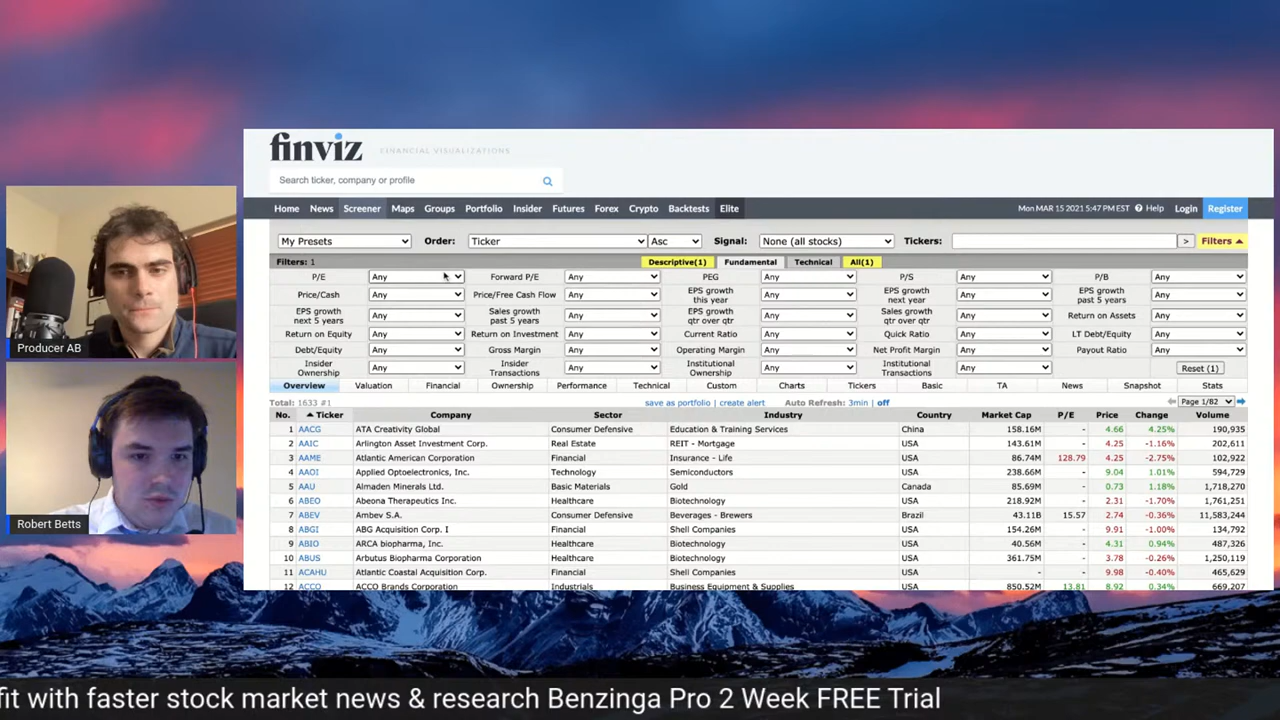 finviz FINANCIAL VISUALIZATIONS
Search ticker, company or profile
Home News Screener Maps Groups Portfolio Insider Futures Forex Crypto Backtests Elite Mon MAR 15 2021 5:47 PM EST Help Login Register
My Presets Order: Ticker Asc Signal: None (all stocks) Tickers: > Filters
Filters: 1 Descriptive(1) Fundamental Technical All(1)
P/E Any Forward P/E Any PEG Any P/S Any P/B Any
Price/Cash Any Price/Free Cash Flow Any EPS growth this year Any EPS growth next year Any EPS growth past 5 years Any
EPS growth next 5 years Any Sales growth past 5 years Any EPS growth qtr over qtr Any Sales growth qtr over qtr Any Return on Assets Any
Return on Equity Any Return on Investment Any Current Ratio Any Quick Ratio Any LT Debt/Equity Any
Debt/Equity Any Gross Margin Any Operating Margin Any Net Profit Margin Any Payout Ratio Any
Insider Ownership Any Insider Transactions Any Institutional Ownership Any Institutional Transactions Any Reset (1)
Overview Valuation Financial Ownership Performance Technical Custom Charts Tickers Basic TA News Snapshot Stats
Total: 1633 #1 save as portfolio | create alert Auto Refresh: 3min | off Page 1/82
No. Ticker Company Sector Industry Country Market Cap P/E Price Change Volume
1 AACG ATA Creativity Global Consumer Defensive Education & Training Services China 158.16M - 4.66 4.25% 190,935
2 AAIC Arlington Asset Investment Corp. Real Estate REIT - Mortgage USA 143.61M - 4.25 -1.16% 202,611
3 AAME Atlantic American Corporation Financial Insurance - Life USA 86.74M 128.79 4.25 -2.75% 102,922
4 AAOI Applied Optoelectronics, Inc. Technology Semiconductors USA 238.66M - 9.04 1.01% 594,729
5 AAU Almaden Minerals Ltd. Basic Materials Gold Canada 85.69M - 0.73 1.18% 1,718,270
6 ABEO Abeona Therapeutics Inc. Healthcare Biotechnology USA 218.92M - 2.31 -1.70% 1,761,251
7 ABEV Ambev S.A. Consumer Defensive Beverages - Brewers Brazil 43.11B 15.57 2.74 -0.36% 11,583,244
8 ABGI ABG Acquisition Corp. I Financial Shell Companies USA 154.26M - 9.91 -1.00% 134,792
9 ABIO ARCA biopharma, Inc. Healthcare Biotechnology USA 40.56M - 4.31 0.94% 487,326
10 ABUS Arbutus Biopharma Corporation Healthcare Biotechnology USA 361.75M - 3.78 -0.26% 1,250,119
11 ACAHU Atlantic Coastal Acquisition Corp. Financial Shell Companies USA - - 9.98 -0.40% 465,629
12 ACCO ACCO Brands Corporation Industrials Business Equipment & Supplies USA 850.52M 13.81 8.92 0.34% 669,207
Producer AB
Robert Betts
fit with faster stock market news & research Benzinga Pro 2 Week FREE Trial